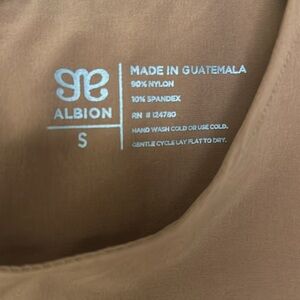 ALBION
S
MADE IN GUATEMALA
90% NYLON
10% SPANDEX
RN # 124780
HAND WASH COLD OR USE COLD.
GENTLE CYCLE LAY FLAT TO DRY.